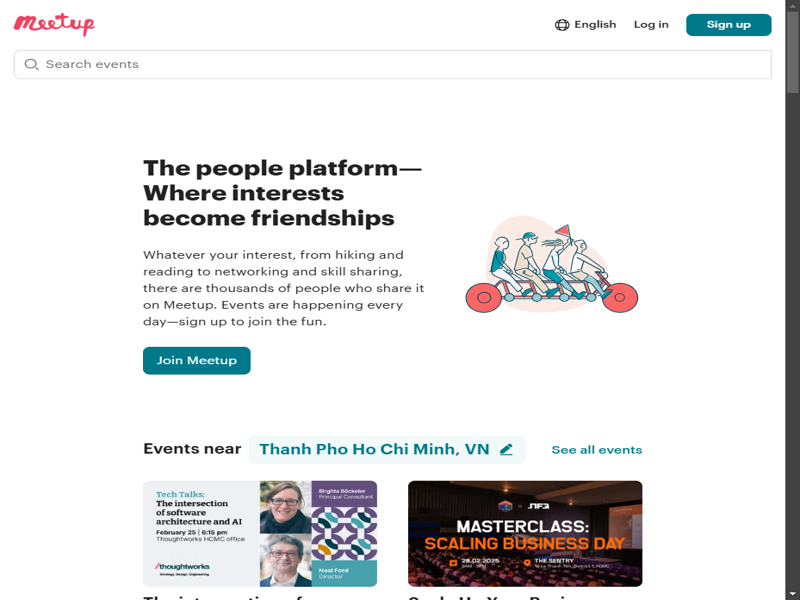 meetup
English
Log in
Sign up
Search events
The people platform—
Where interests
become friendships
Whatever your interest, from hiking and
reading to networking and skill sharing,
there are thousands of people who share it
on Meetup. Events are happening every
day—sign up to join the fun.
Join Meetup
Events near
Thanh Pho Ho Chi Minh, VN
See all events
Tech Talks:
The intersection
of software
architecture and AI
February 25 | 6:15 pm
Thoughtworks HCMC office
/thoughtworks
Strategy. Design. Engineering.
Birgitta Böckeler
Principal Consultant
Neal Ford
Director
MASTERCLASS:
SCALING BUSINESS DAY
28.02.2025
THE SENTRY